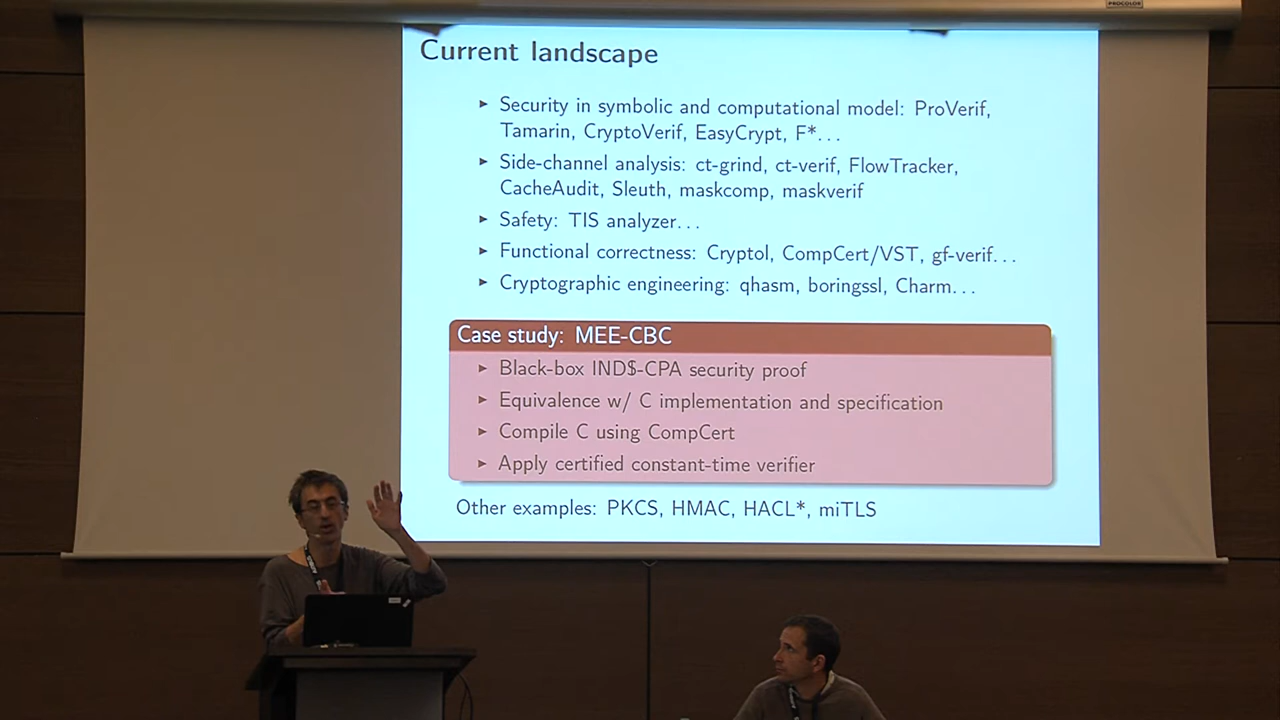 PROCOLOR
Current landscape
▶ Security in symbolic and computational model: ProVerif,
Tamarin, CryptoVerif, EasyCrypt, F*...
▶ Side-channel analysis: ct-grind, ct-verif, FlowTracker,
CacheAudit, Sleuth, maskcomp, maskverif
▶ Safety: TIS analyzer...
▶ Functional correctness: Cryptol, CompCert/VST, gf-verif...
▶ Cryptographic engineering: qhasm, boringssl, Charm...
Case study: MEE-CBC
▶ Black-box IND$-CPA security proof
▶ Equivalence w/ C implementation and specification
▶ Compile C using CompCert
▶ Apply certified constant-time verifier
Other examples: PKCS, HMAC, HACL*, miTLS